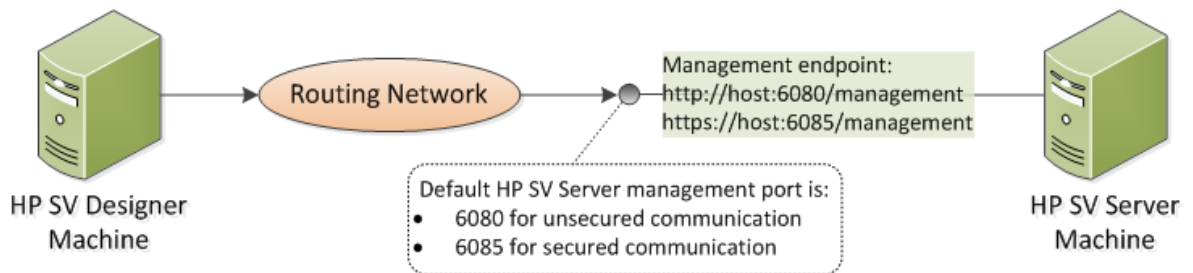 Routing Network
Management endpoint:
http://host:6080/management
https://host:6085/management
HP SV Designer
Machine
Default HP SV Server management port is:
• 6080 for unsecured communication
• 6085 for secured communication
HP SV Server
Machine